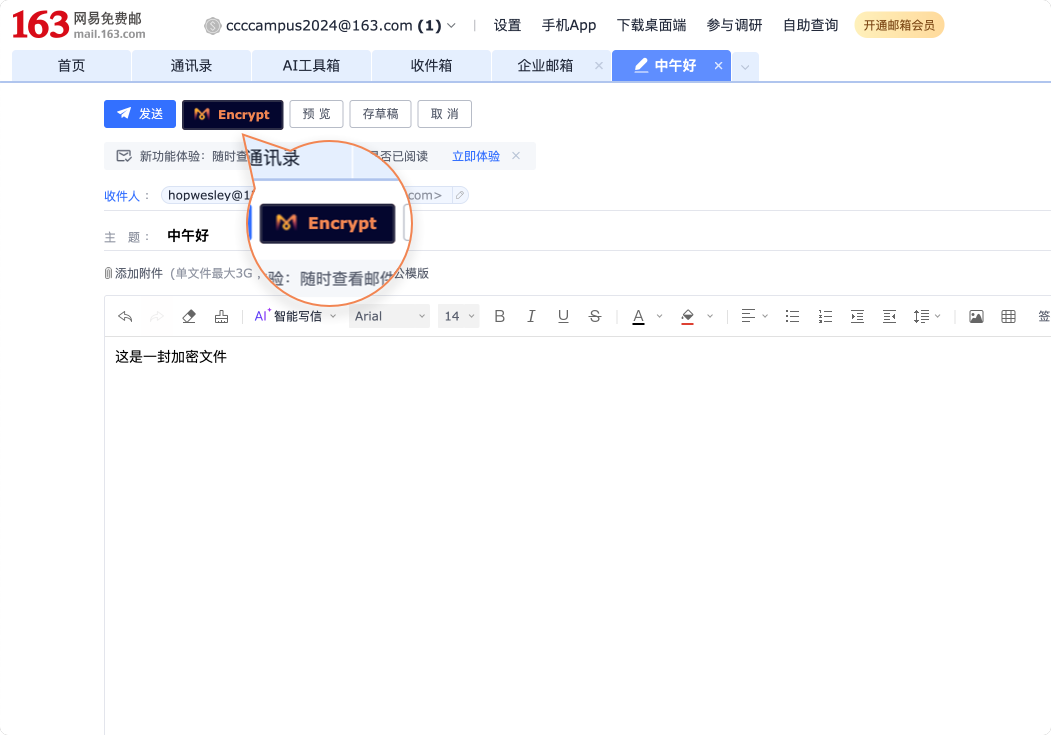 163 网易免费邮
mail.163.com
ccccampus2024@163.com (1)
设置 手机App 下载桌面端 参与调研 自助查询 开通邮箱会员
首页 通讯录 AI工具箱 收件箱 企业邮箱 中午好
发送 Encrypt 预 览 存草稿 取 消
通讯录
新功能体验：随时查 是否已阅读 立即体验
收件人： hopwesley@1 com>
Encrypt
主 题： 中午好
验：随时查看邮件
添加附件 (单文件最大3G， 公模版
AI+智能写信 Arial 14 B I U S A 签
这是一封加密文件